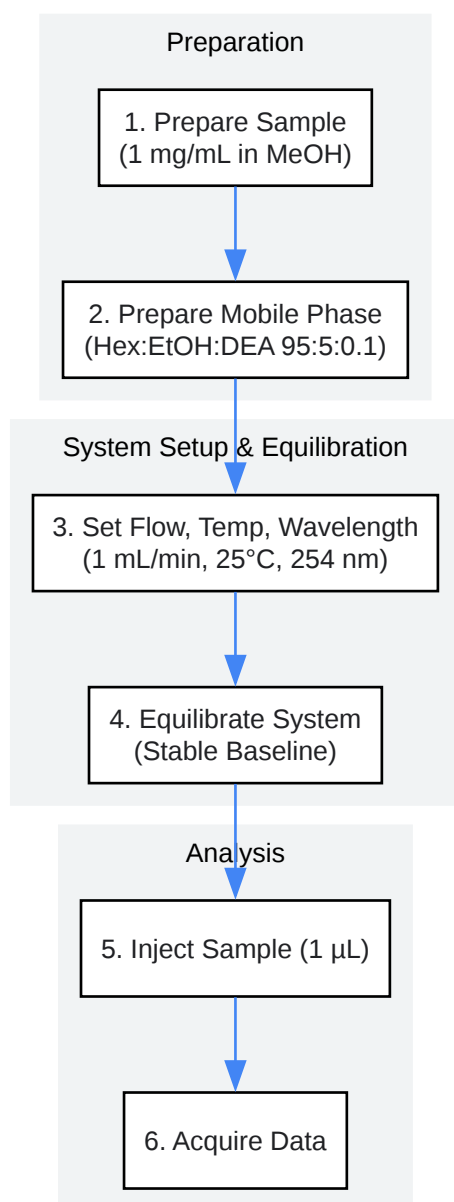 Preparation
1. Prepare Sample
(1 mg/mL in MeOH)
2. Prepare Mobile Phase
(Hex:EtOH:DEA 95:5:0.1)
System Setup & Equilibration
3. Set Flow, Temp, Wavelength
(1 mL/min, 25°C, 254 nm)
4. Equilibrate System
(Stable Baseline)
Analysis
5. Inject Sample (1 µL)
6. Acquire Data